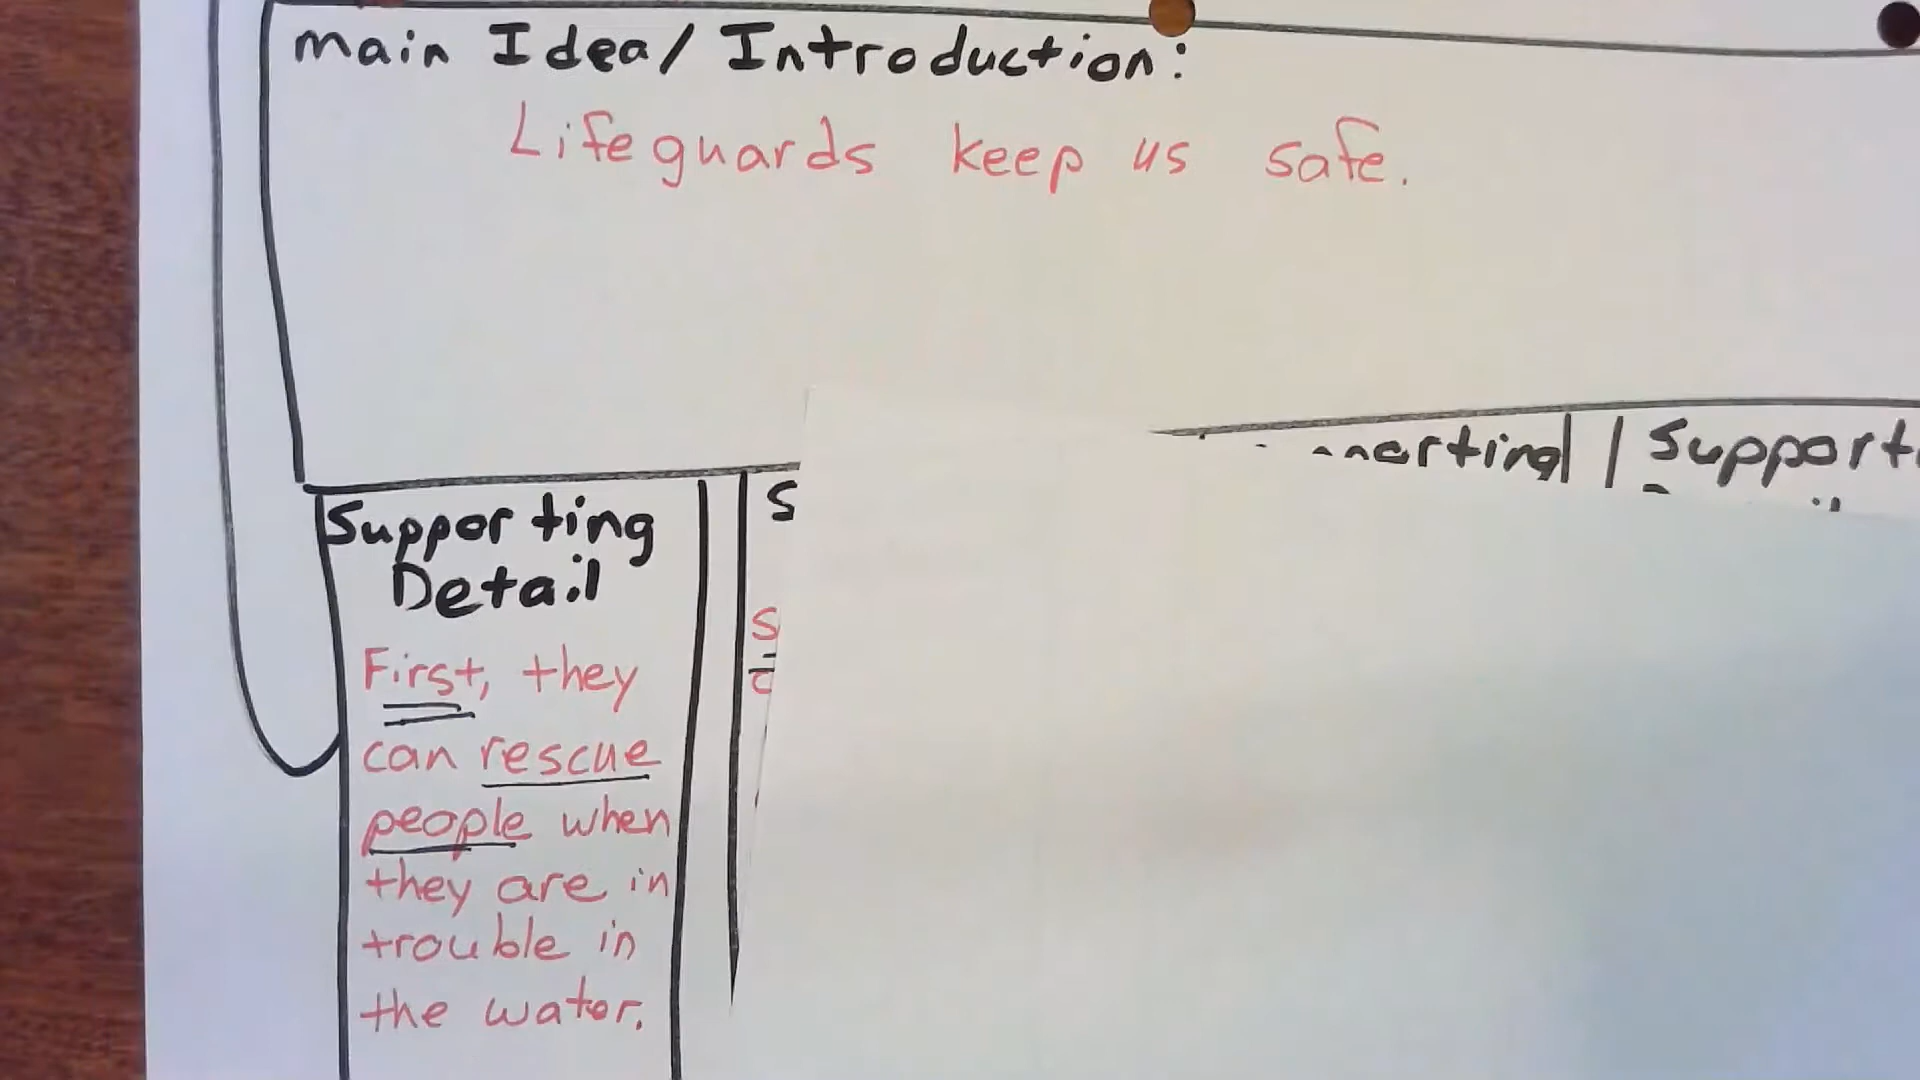 main Idea/Introduction:
Lifeguards keep us safe.
Supporting
Detail
First, they
can rescue
people when
they are in
trouble in
the water.
S
S
Support